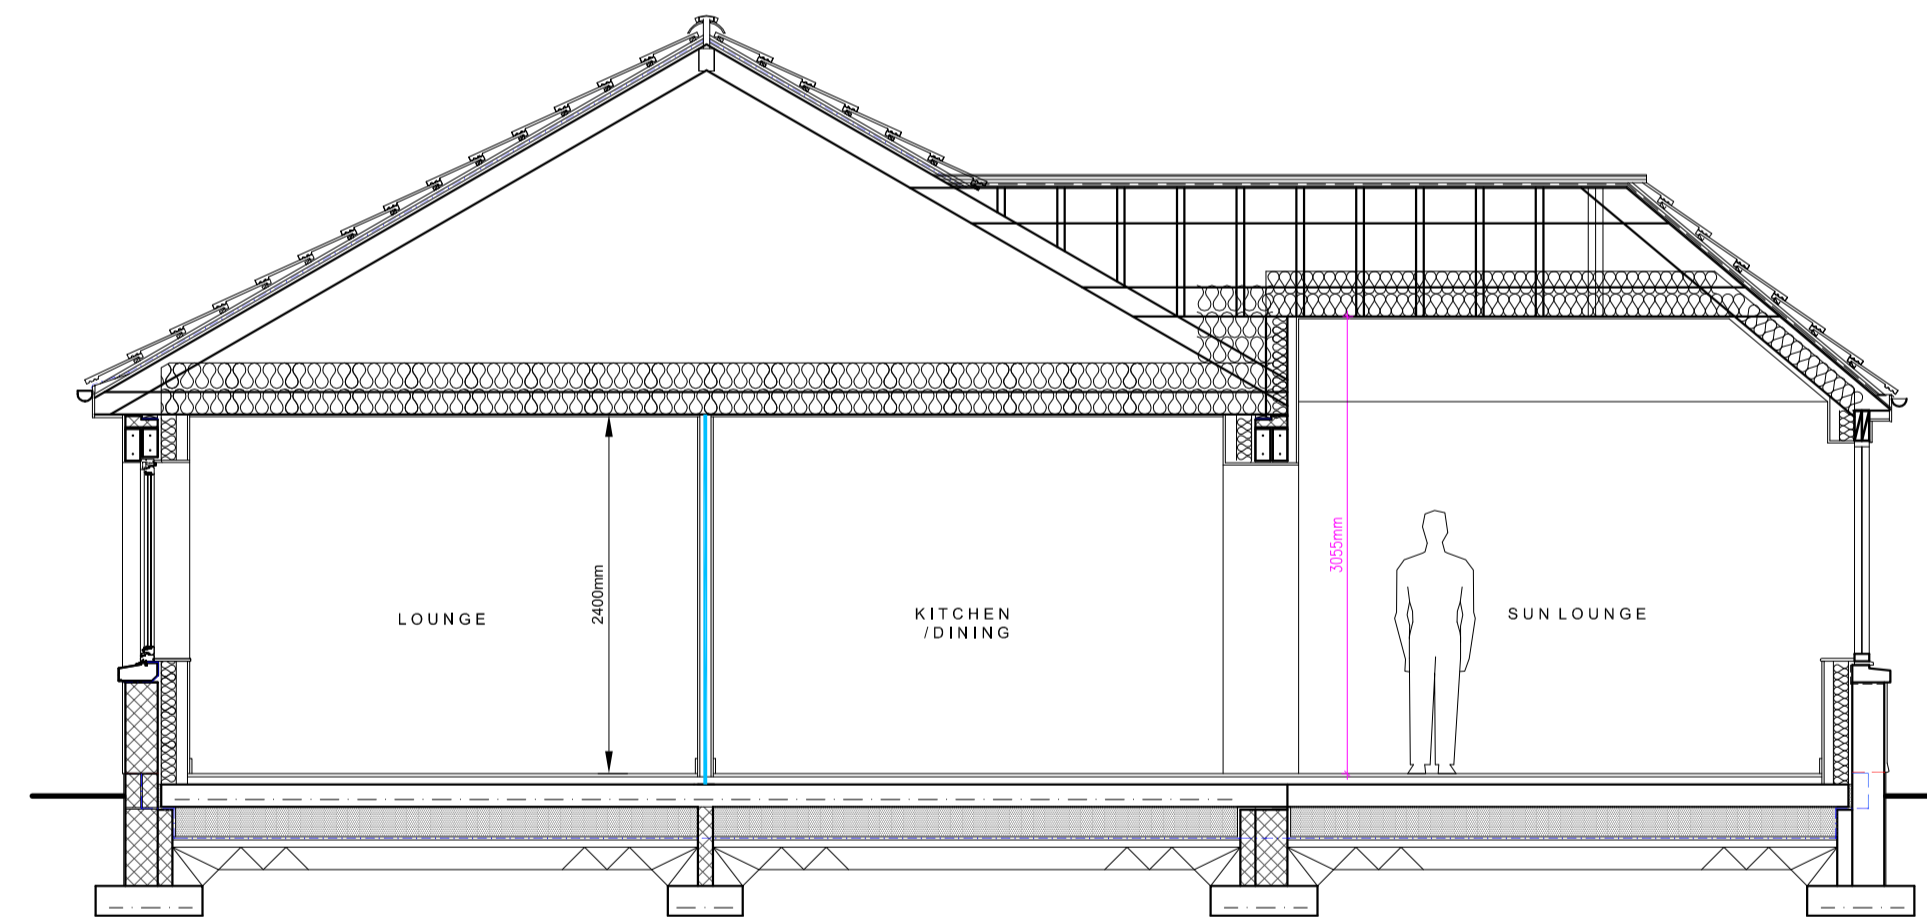 LOUNGE
2400mm
KITCHEN
/DINING
3055mm
SUN LOUNGE